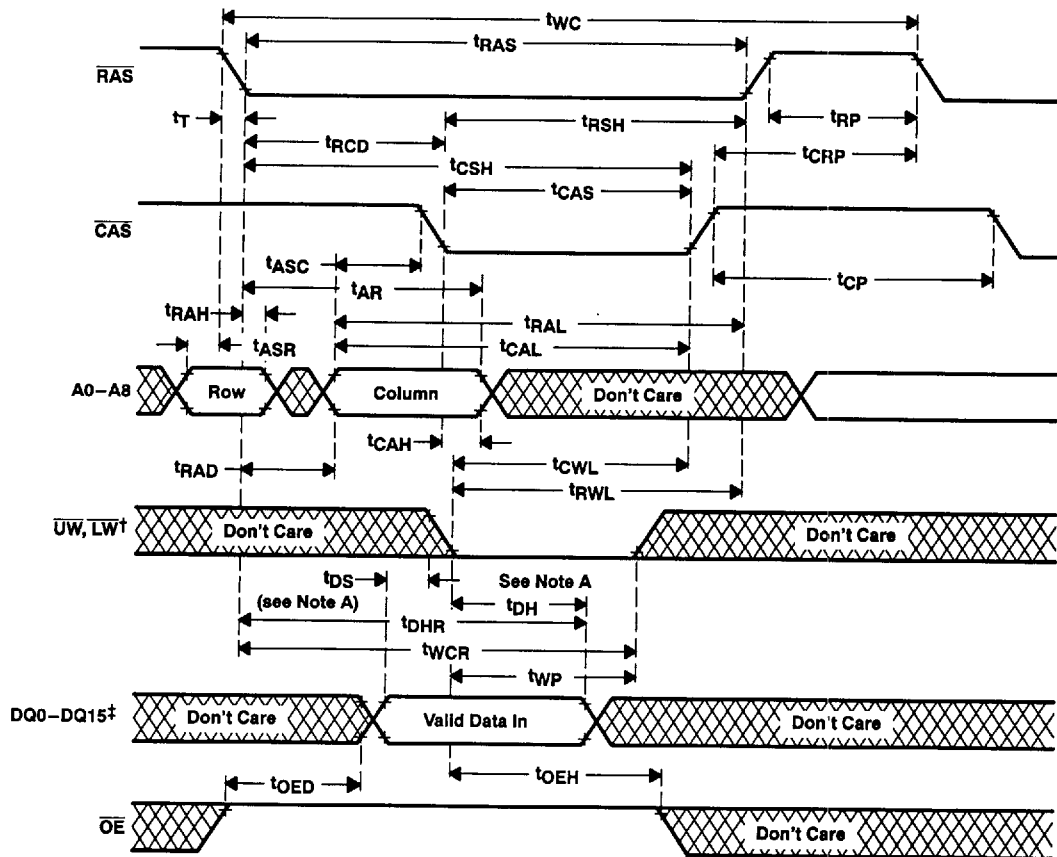 tWC
tRAS
RAS
tT
tRCD
tRSH
tRP
tCRP
tCSH
tCAS
CAS
tASC
tCP
tAR
tRAH
tRAL
tASR
tCAL
A0–A8
Row
Column
Don't Care
tCAH
tRAD
tCWL
tRWL
UW, LW†
Don't Care
Don't Care
tDS
See Note A
(see Note A)
tDH
tDHR
tWCR
tWP
DQ0–DQ15‡
Don't Care
Valid Data In
Don't Care
tOED
tOEH
OE
Don't Care